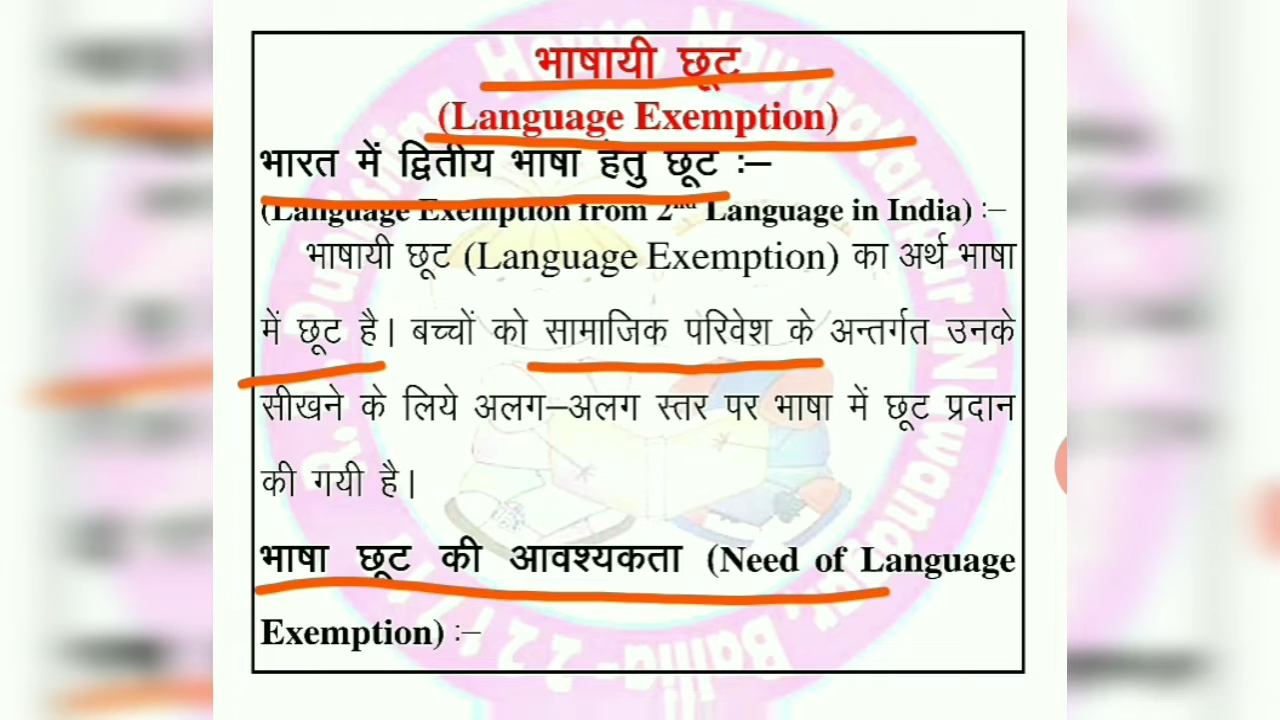 भाषायी छूट
(Language Exemption)
भारत में द्वितीय भाषा हेतु छूट :–
(Language Exemption from 2nd Language in India) :–
भाषायी छूट (Language Exemption) का अर्थ भाषा
में छूट है। बच्चों को सामाजिक परिवेश के अन्तर्गत उनके
सीखने के लिये अलग–अलग स्तर पर भाषा में छूट प्रदान
की गयी है।
भाषा छूट की आवश्यकता (Need of Language
Exemption) :–